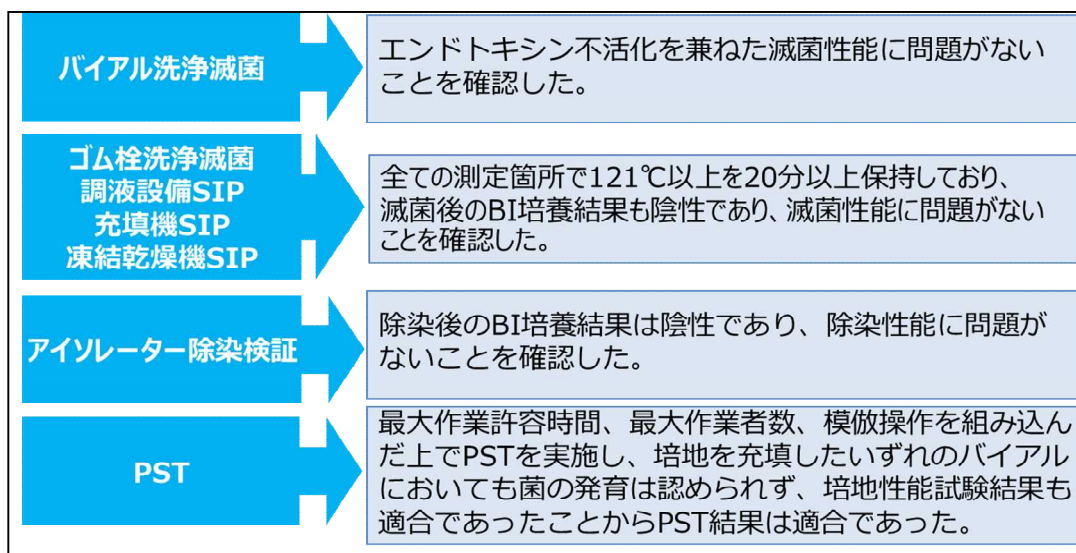 バイアル洗浄滅菌
エンドトキシン不活化を兼ねた滅菌性能に問題がない
ことを確認した。
ゴム栓洗浄滅菌
調液設備SIP
充填機SIP
凍結乾燥機SIP
全ての測定箇所で121℃以上を20分以上保持しており、
滅菌後のBI培養結果も陰性であり、滅菌性能に問題がない
ことを確認した。
アイソレーター除染検証
除染後のBI培養結果は陰性であり、除染性能に問題が
ないことを確認した。
PST
最大作業許容時間、最大作業者数、模倣操作を組み込ん
だ上でPSTを実施し、培地を充填したいずれのバイアル
においても菌の発育は認められず、培地性能試験結果も
適合であったことからPST結果は適合であった。